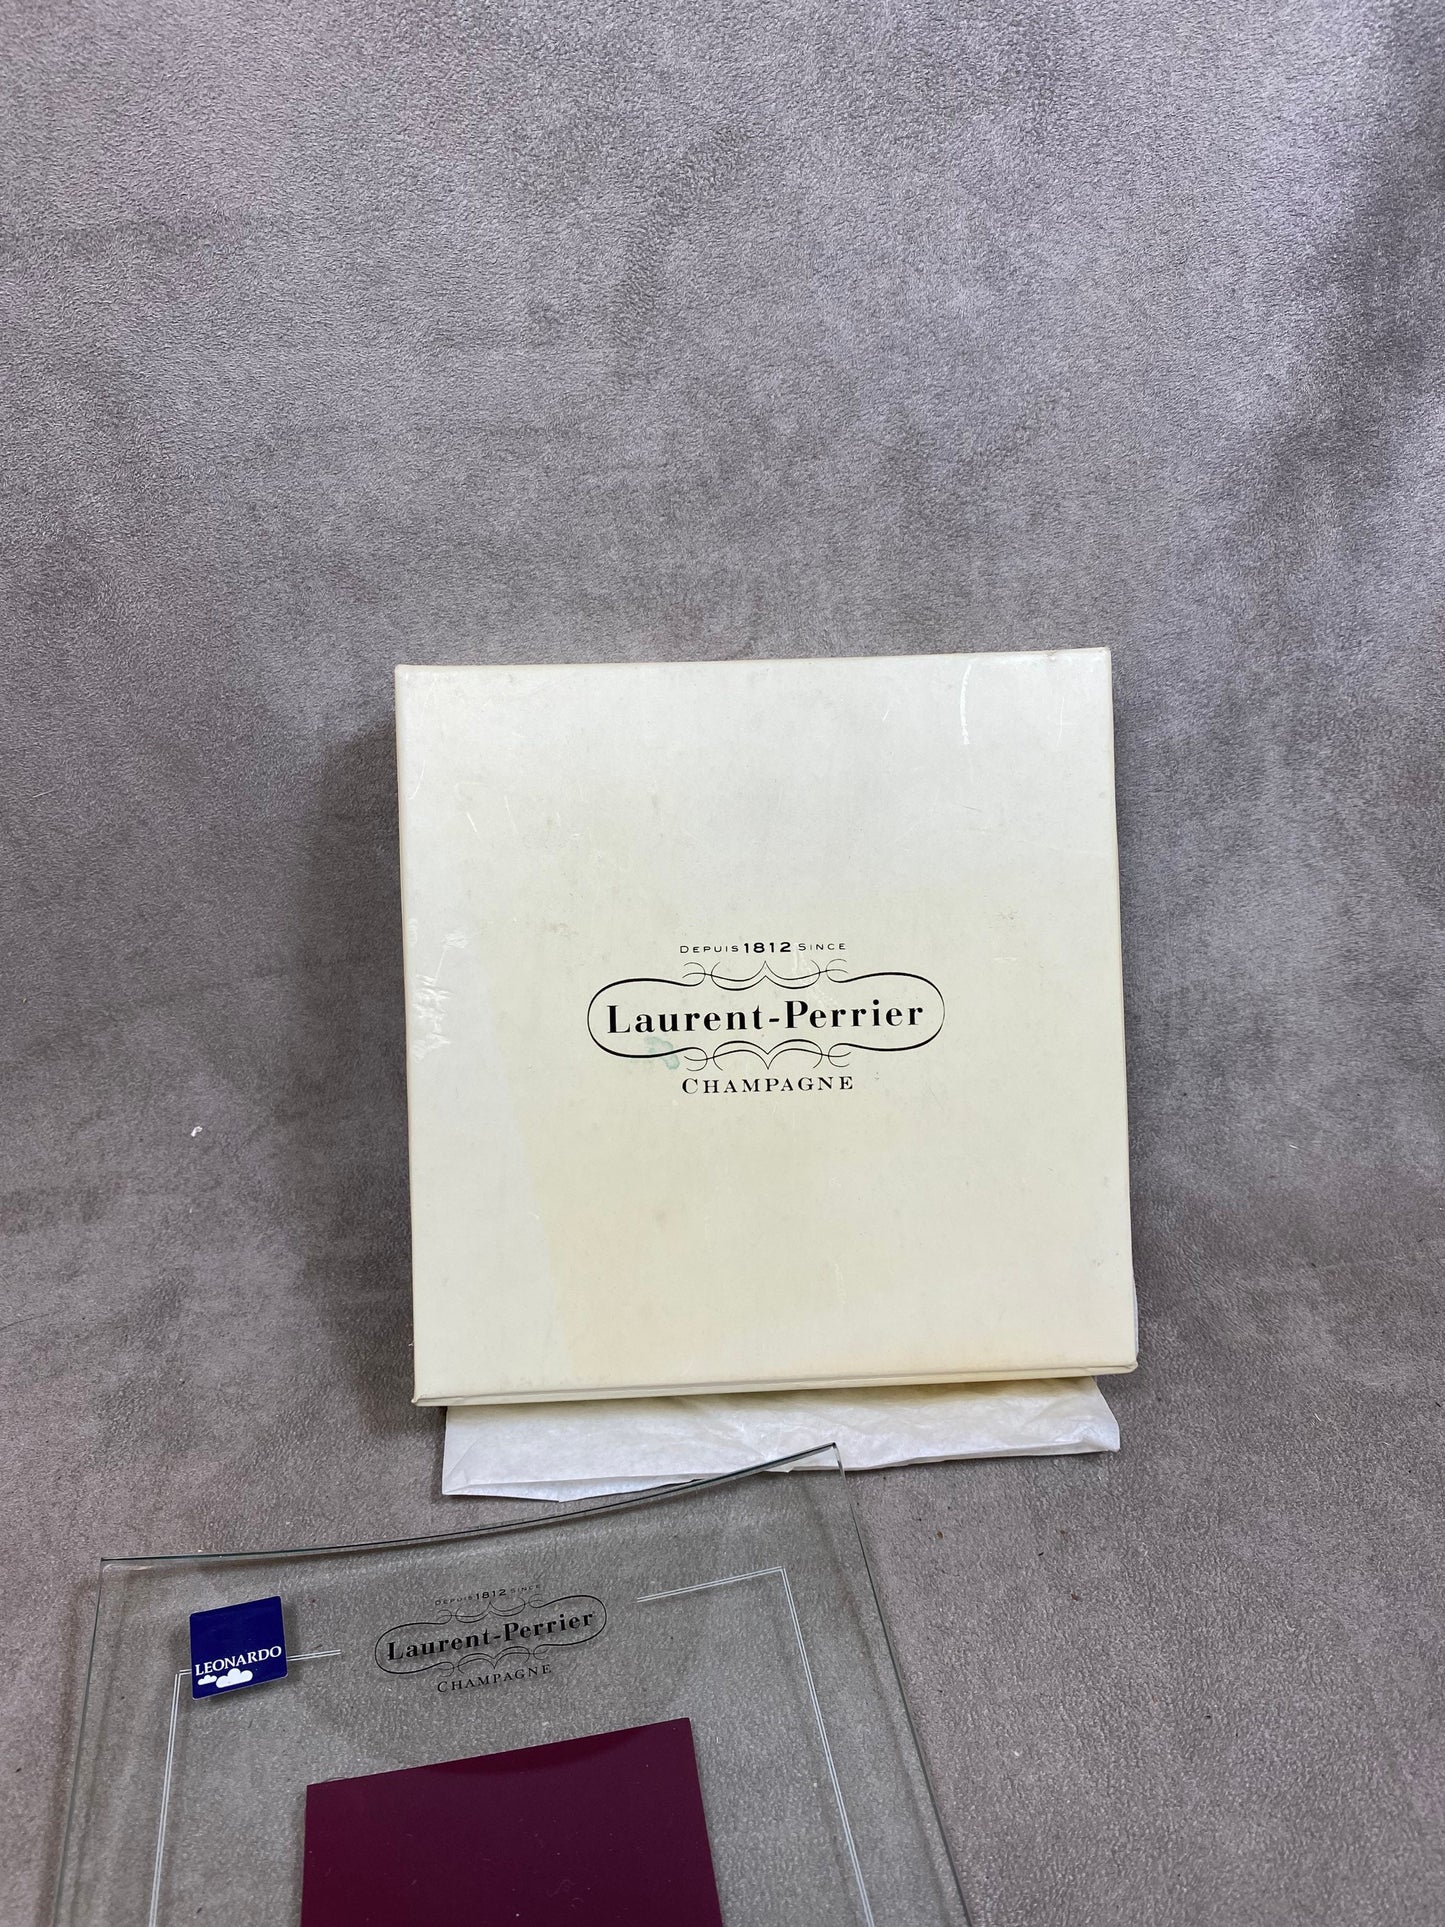 DEPUIS 1812 SINCE
Laurent-Perrier
CHAMPAGNE
DEPUIS 1812 SINCE
Laurent-Perrier
CHAMPAGNE
LEONARDO